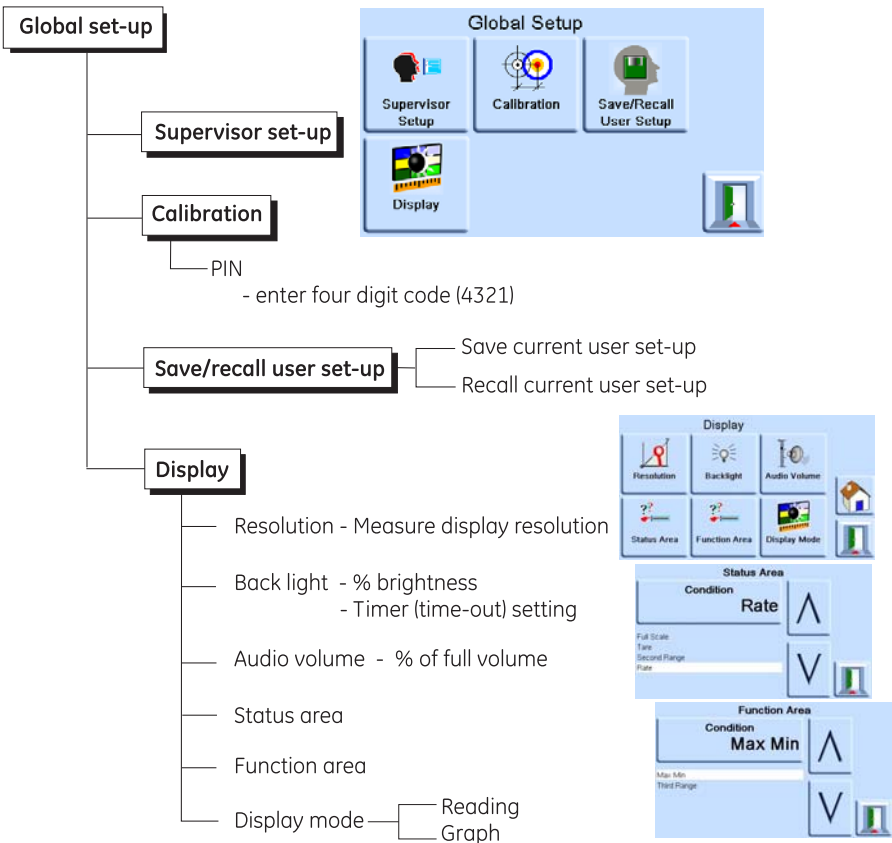 Global set-up
Global Setup
Supervisor
Setup
Calibration
Save/Recall
User Setup
Display
Supervisor set-up
Calibration
PIN
- enter four digit code (4321)
Save/recall user set-up
Save current user set-up
Recall current user set-up
Display
Resolution - Measure display resolution
Back light - % brightness
- Timer (time-out) setting
Audio volume - % of full volume
Status area
Function area
Display mode
Reading
Graph
Display
Resolution
Backlight
Audio Volume
Status Area
Function Area
Display Mode
Status Area
Condition
Rate
Full Scale
Tare
Second Range
Rate
Function Area
Condition
Max Min
Max Min
Third Range